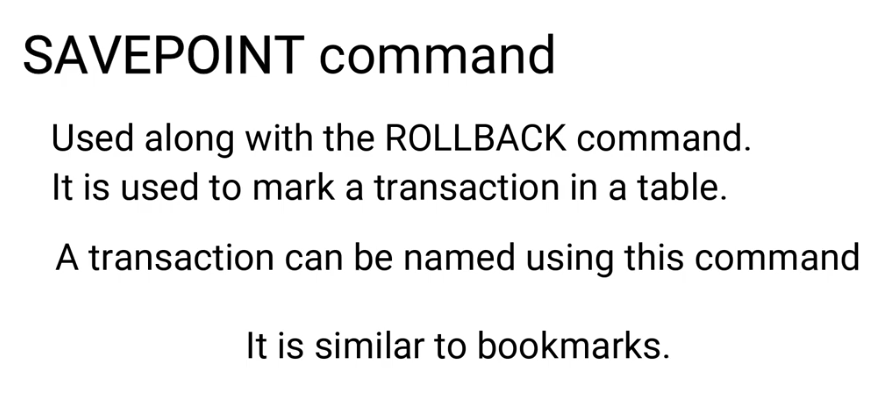 SAVEPOINT command
Used along with the ROLLBACK command.
It is used to mark a transaction in a table.
A transaction can be named using this command
It is similar to bookmarks.